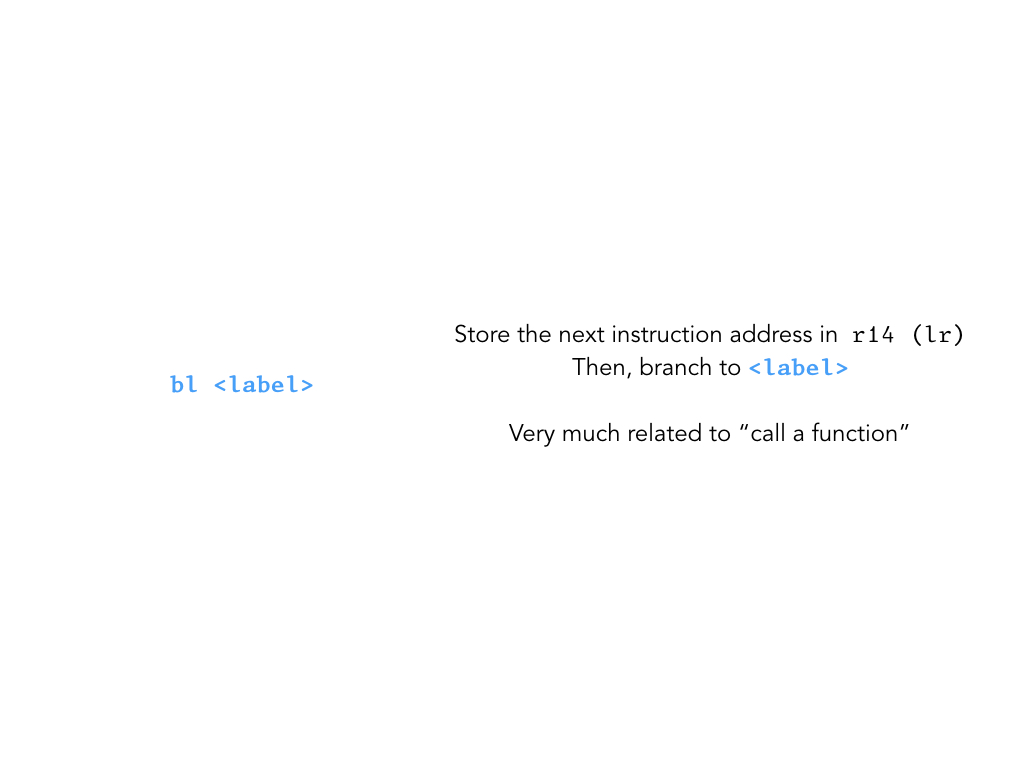 bl <label>
Store the next instruction address in r14 (lr)
Then, branch to <label>
Very much related to “call a function”